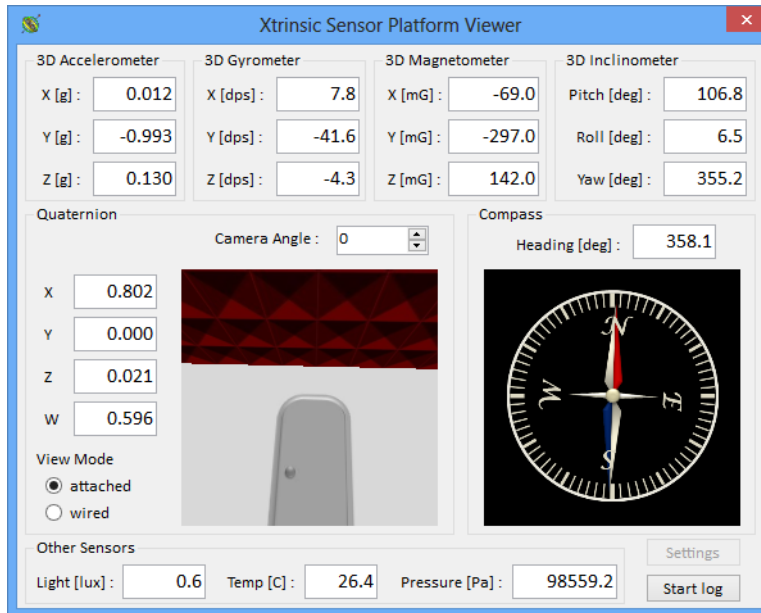 Xtrinsic Sensor Platform Viewer
3D Accelerometer
X [g] : 0.012
Y [g] : -0.993
Z [g] : 0.130
3D Gyrometer
X [dps] : 7.8
Y [dps] : -41.6
Z [dps] : -4.3
3D Magnetometer
X [mG] : -69.0
Y [mG] : -297.0
Z [mG] : 142.0
3D Inclinometer
Pitch [deg] : 106.8
Roll [deg] : 6.5
Yaw [deg] : 355.2
Quaternion
Camera Angle : 0
X 0.802
Y 0.000
Z 0.021
W 0.596
View Mode
attached
wired
Compass
Heading [deg] : 358.1
N
W
E
S
Other Sensors
Light [lux] : 0.6
Temp [C] : 26.4
Pressure [Pa] : 98559.2
Settings
Start log